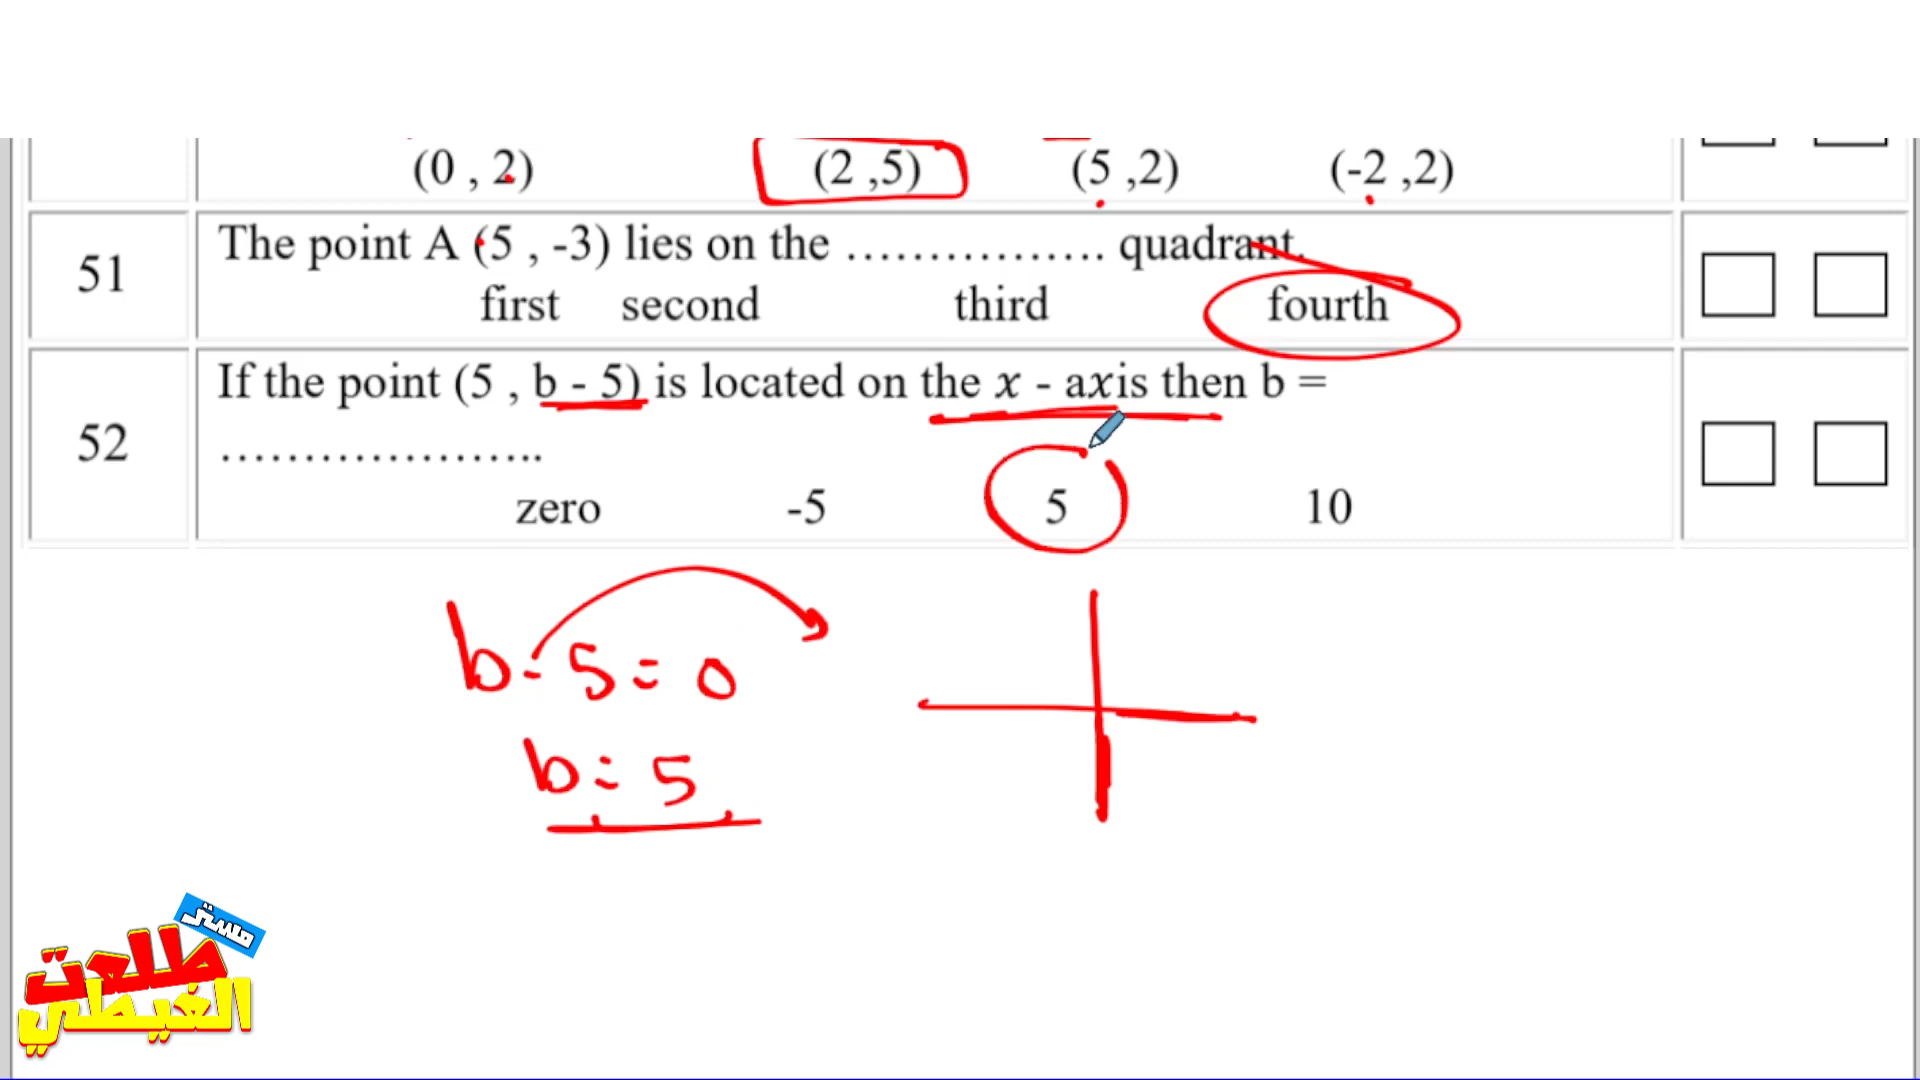 (0 , 2) (2 ,5) (5 ,2) (-2 ,2)
51
The point A (5 , -3) lies on the ................ quadrant.
first second third fourth
52
If the point (5 , b - 5) is located on the x - axis then b =
....................
zero -5 5 10
b - 5 = 0
b = 5
مستر
طلعت
الغيطي